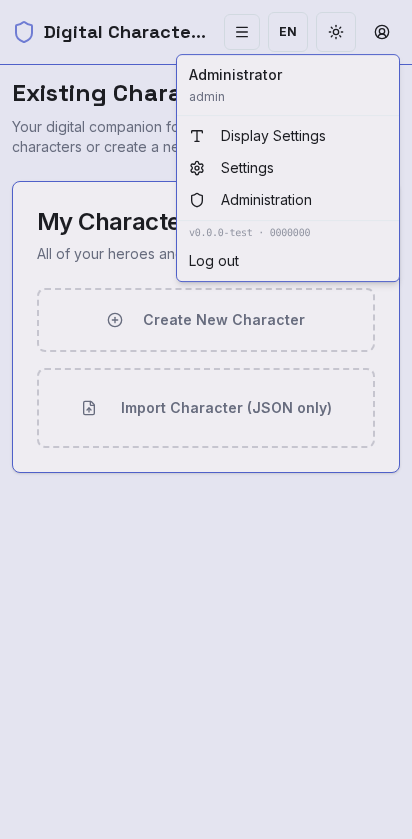 Digital Characte...
EN
Administrator
admin
Existing Chara
Your digital companion fo
characters or create a ne
Display Settings
Settings
Administration
v0.0.0-test · 0000000
Log out
My Characte
All of your heroes an
Create New Character
Import Character (JSON only)